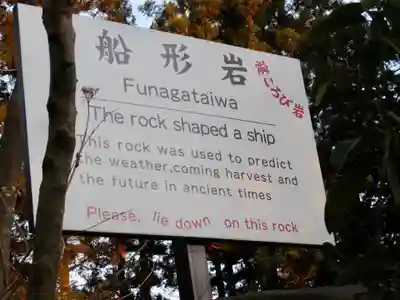 船形岩
寝ころび岩
Funagataiwa
The rock shaped a ship
This rock was used to predict
the weather,coming harvest and
the future in ancient times
Please, lie down on this rock